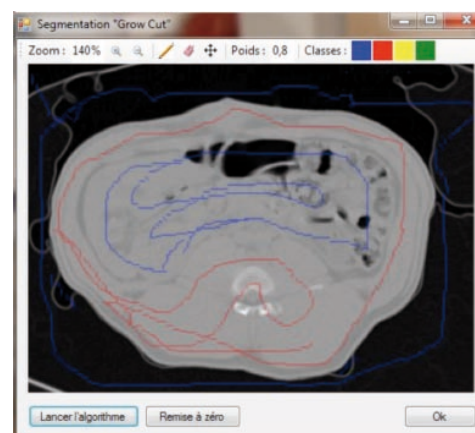 Segmentation "Grow Cut"
Zoom : 140% Poids : 0,8 Classes :
Lancer l'algorithme Remise à zéro Ok